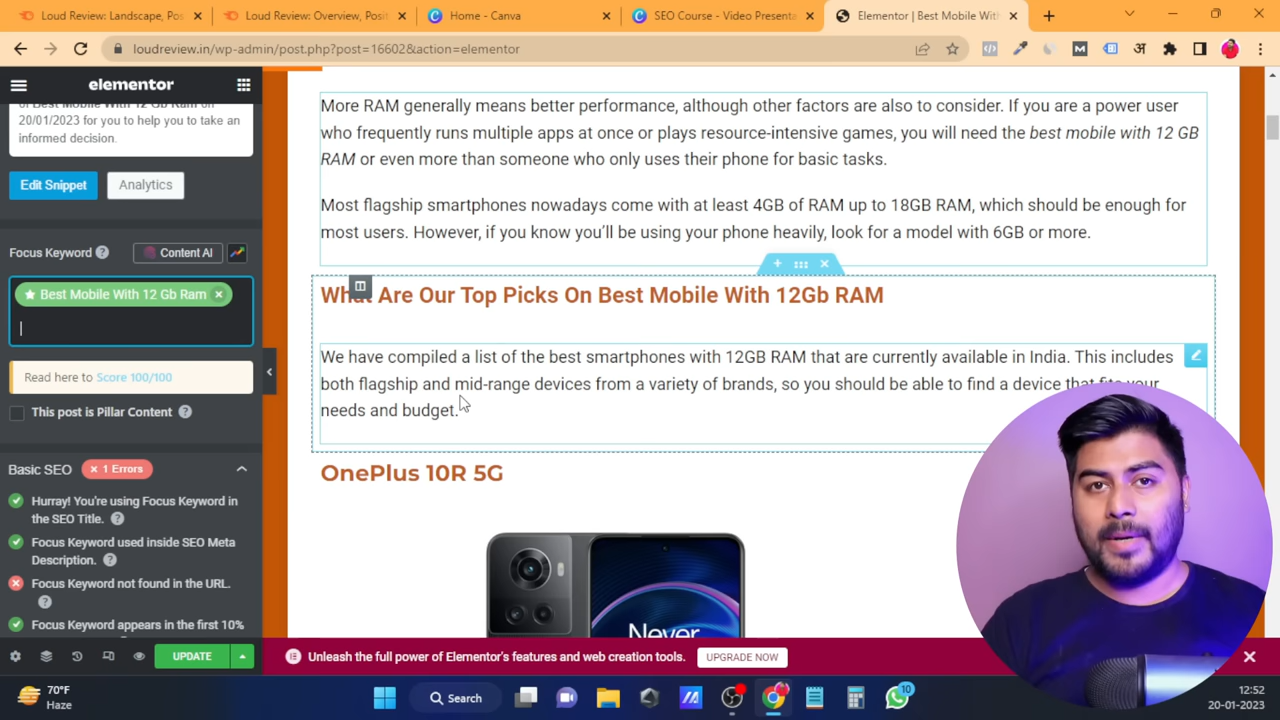 Loud Review: Landscape, Pos
Loud Review: Overview, Posit
Home - Canva
SEO Course - Video Presenta
Elementor | Best Mobile With
loudreview.in/wp-admin/post.php?post=16602&action=elementor
elementor
of Best Mobile With 12 Gb Ram on
20/01/2023 for you to help you to take an
informed decision.
Edit Snippet
Analytics
Focus Keyword
Content AI
Best Mobile With 12 Gb Ram
Read here to Score 100/100
This post is Pillar Content
Basic SEO
1 Errors
Hurray! You're using Focus Keyword in
the SEO Title.
Focus Keyword used inside SEO Meta
Description.
Focus Keyword not found in the URL.
Focus Keyword appears in the first 10%
UPDATE
More RAM generally means better performance, although other factors are also to consider. If you are a power user
who frequently runs multiple apps at once or plays resource-intensive games, you will need the best mobile with 12 GB
RAM or even more than someone who only uses their phone for basic tasks.
Most flagship smartphones nowadays come with at least 4GB of RAM up to 18GB RAM, which should be enough for
most users. However, if you know you'll be using your phone heavily, look for a model with 6GB or more.
What Are Our Top Picks On Best Mobile With 12Gb RAM
We have compiled a list of the best smartphones with 12GB RAM that are currently available in India. This includes
both flagship and mid-range devices from a variety of brands, so you should be able to find a device that fits your
needs and budget.
OnePlus 10R 5G
Never
Unleash the full power of Elementor's features and web creation tools.
UPGRADE NOW
70°F
Haze
Search
10
12:52
20-01-2023